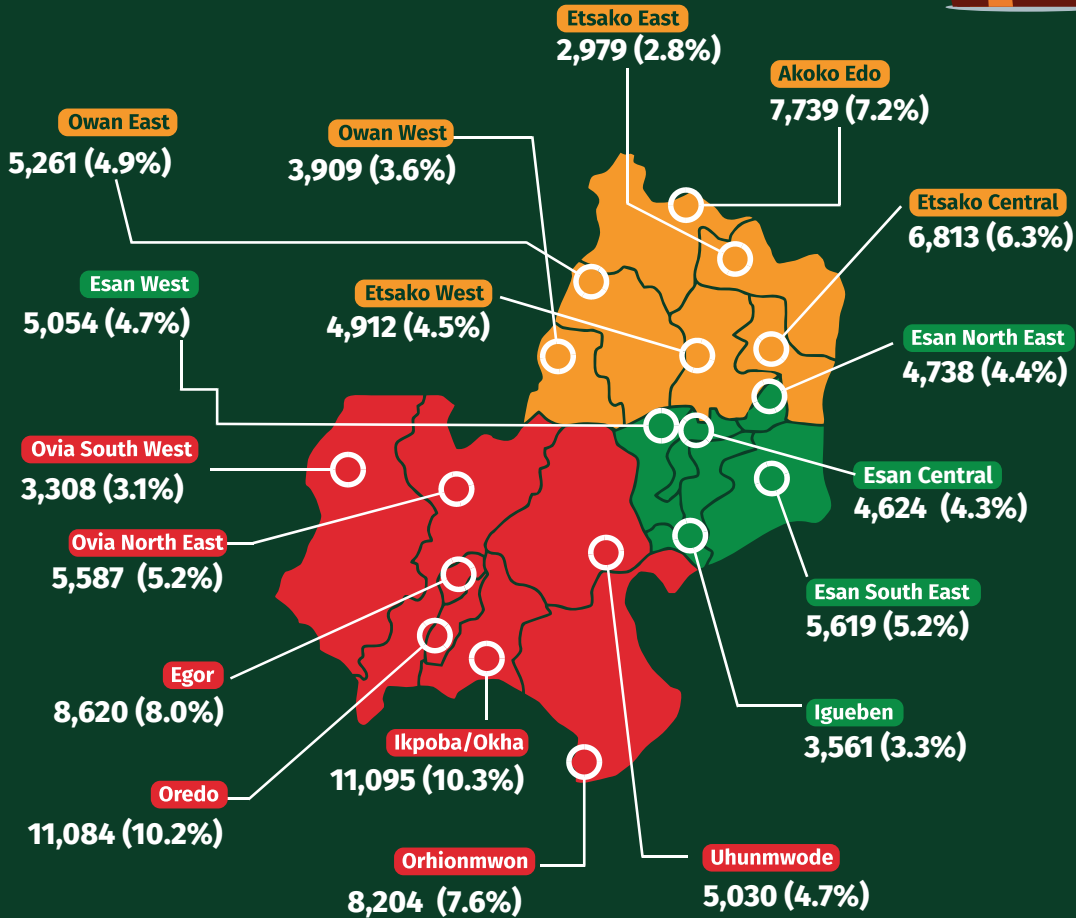 Etsako East
2,979 (2.8%)
Akoko Edo
7,739 (7.2%)
Owan East
5,261 (4.9%)
Owan West
3,909 (3.6%)
Etsako Central
6,813 (6.3%)
Esan West
5,054 (4.7%)
Etsako West
4,912 (4.5%)
Esan North East
4,738 (4.4%)
Ovia South West
3,308 (3.1%)
Esan Central
4,624 (4.3%)
Ovia North East
5,587 (5.2%)
Esan South East
5,619 (5.2%)
Egor
8,620 (8.0%)
Igueben
3,561 (3.3%)
Ikpoba/Okha
11,095 (10.3%)
Oredo
11,084 (10.2%)
Orhionmwon
8,204 (7.6%)
Uhunmwode
5,030 (4.7%)